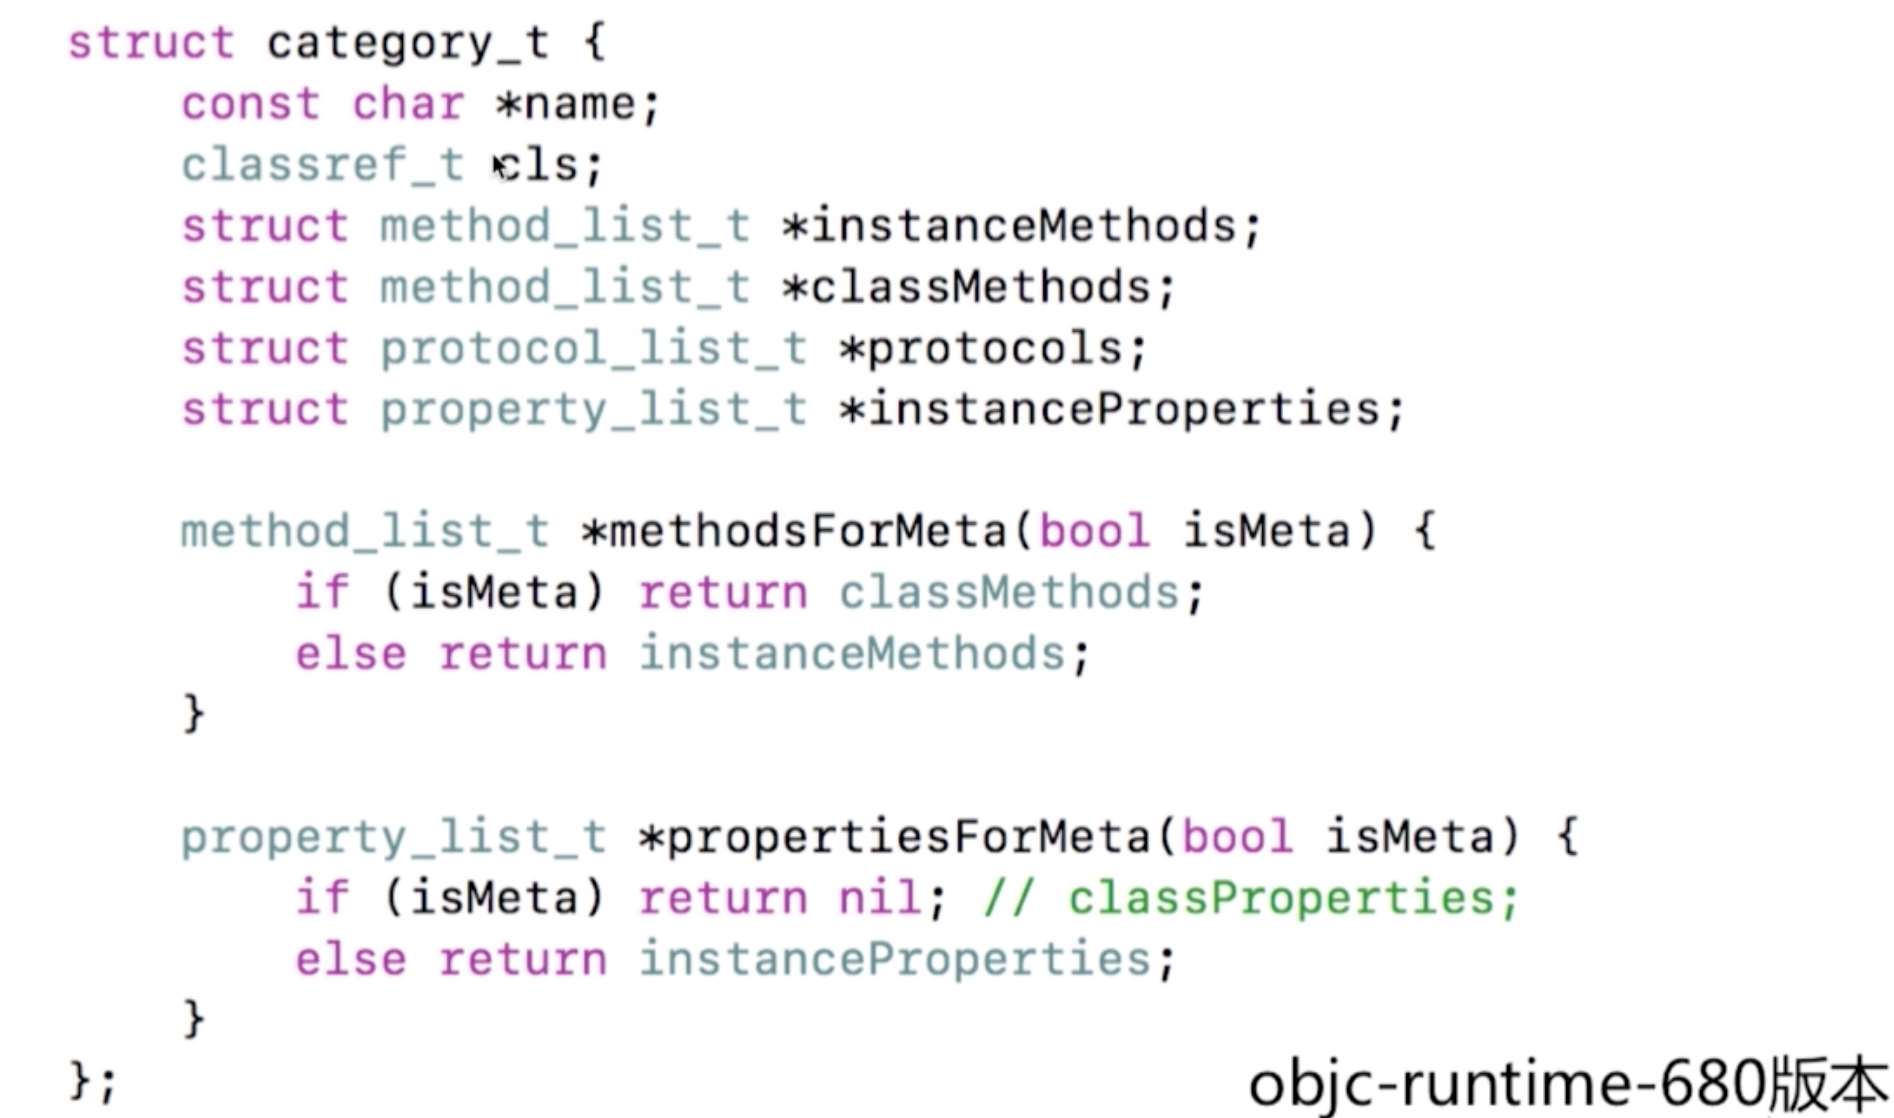 struct category_t {
    const char *name;
    classref_t cls;
    struct method_list_t *instanceMethods;
    struct method_list_t *classMethods;
    struct protocol_list_t *protocols;
    struct property_list_t *instanceProperties;

    method_list_t *methodsForMeta(bool isMeta) {
        if (isMeta) return classMethods;
        else return instanceMethods;
    }

    property_list_t *propertiesForMeta(bool isMeta) {
        if (isMeta) return nil; // classProperties;
        else return instanceProperties;
    }
};
objc-runtime-680版本